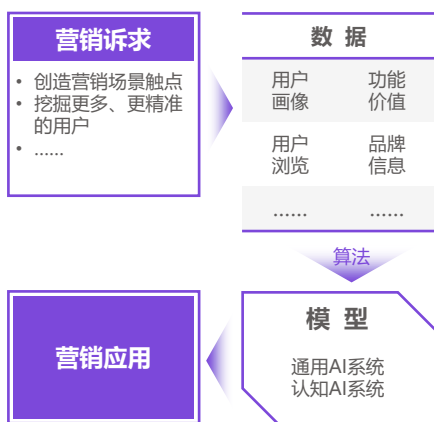 营销诉求
• 创造营销场景触点
• 挖掘更多、更精准
的用户
• ......
数 据
用户 功能
画像 价值
用户 品牌
浏览 信息
...... ......
算法
模 型
通用AI系统
认知AI系统
营销应用